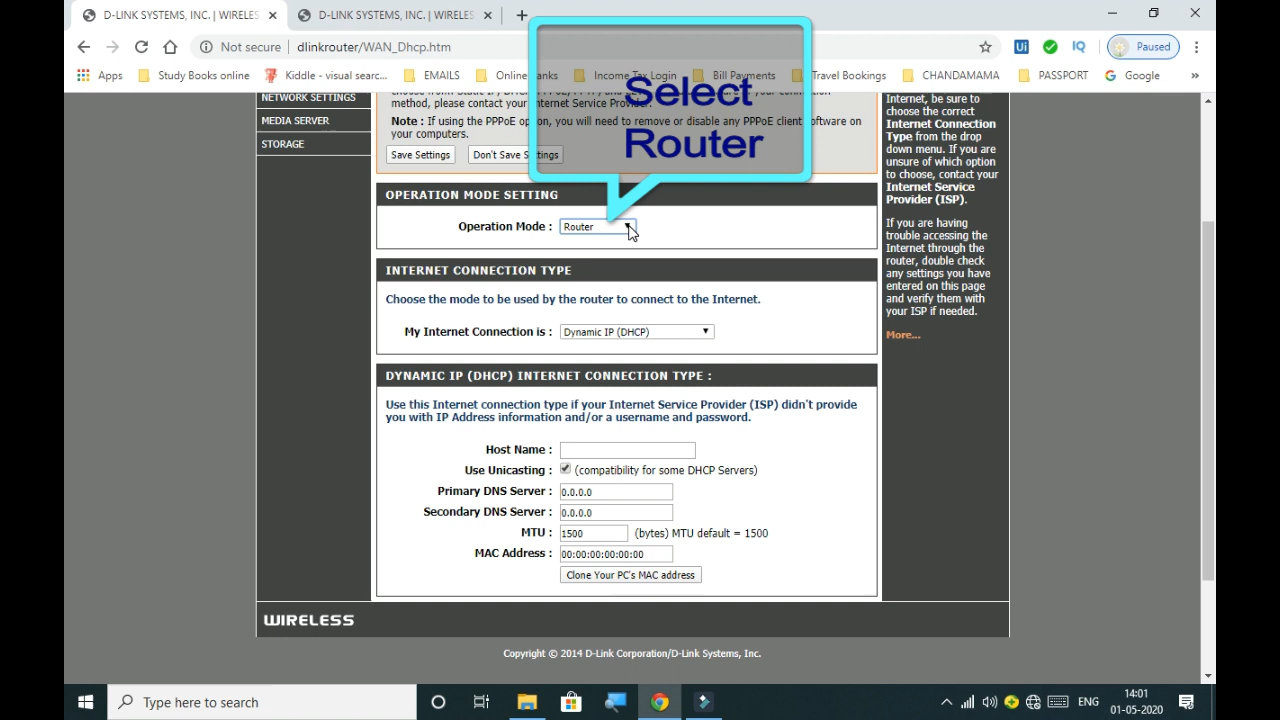 D-LINK SYSTEMS, INC. | WIRELES
D-LINK SYSTEMS, INC. | WIRELES
Not secure
dlinkrouter/WAN_Dhcp.htm
Ui
IQ
Paused
Apps
Study Books online
Kiddle - visual searc...
EMAILS
Online
anks
Income Tax Login
Bill Payments
Travel Bookings
CHANDAMAMA
PASSPORT
Google
»
Select
Router
NETWORK SETTINGS
MEDIA SERVER
STORAGE
method, please contact your Internet Service Provider.
Note : If using the PPPoE option, you will need to remove or disable any PPPoE client software on
your computers.
Save Settings
Don't Save Settings
OPERATION MODE SETTING
Operation Mode :
Router
INTERNET CONNECTION TYPE
Choose the mode to be used by the router to connect to the Internet.
My Internet Connection is :
Dynamic IP (DHCP)
DYNAMIC IP (DHCP) INTERNET CONNECTION TYPE :
Use this Internet connection type if your Internet Service Provider (ISP) didn't provide
you with IP Address information and/or a username and password.
Host Name :
Use Unicasting :
(compatibility for some DHCP Servers)
Primary DNS Server :
0.0.0.0
Secondary DNS Server :
0.0.0.0
MTU :
1500
(bytes) MTU default = 1500
MAC Address :
00:00:00:00:00:00
Clone Your PC's MAC address
Internet, be sure to
choose the correct
Internet Connection
Type from the drop
down menu. If you are
unsure of which option
to choose, contact your
Internet Service
Provider (ISP).
If you are having
trouble accessing the
Internet through the
router, double check
any settings you have
entered on this page
and verify them with
your ISP if needed.
More...
WIRELESS
Copyright © 2014 D-Link Corporation/D-Link Systems, Inc.
Type here to search
ENG
14:01
01-05-2020